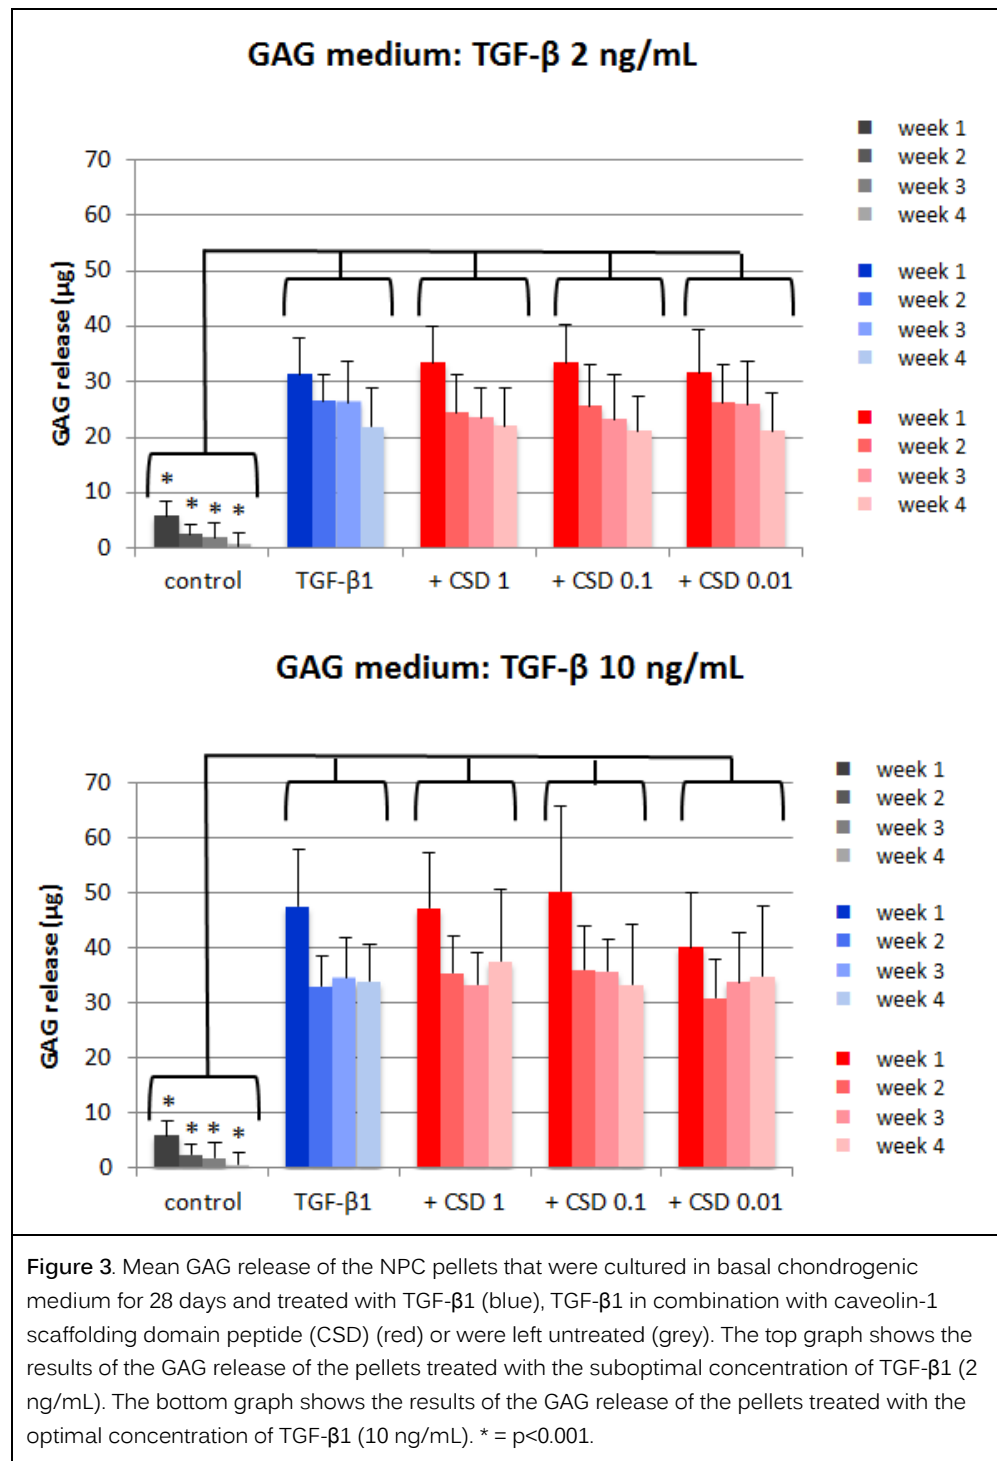 GAG medium: TGF-β 2 ng/mL
70
60
50
40
30
20
10
0
GAG release (µg)
* * * *
control TGF-β1 + CSD 1 + CSD 0.1 + CSD 0.01
week 1
week 2
week 3
week 4
week 1
week 2
week 3
week 4
week 1
week 2
week 3
week 4
GAG medium: TGF-β 10 ng/mL
70
60
50
40
30
20
10
0
GAG release (µg)
* * * *
control TGF-β1 + CSD 1 + CSD 0.1 + CSD 0.01
week 1
week 2
week 3
week 4
week 1
week 2
week 3
week 4
week 1
week 2
week 3
week 4
Figure 3. Mean GAG release of the NPC pellets that were cultured in basal chondrogenic
medium for 28 days and treated with TGF-β1 (blue), TGF-β1 in combination with caveolin-1
scaffolding domain peptide (CSD) (red) or were left untreated (grey). The top graph shows the
results of the GAG release of the pellets treated with the suboptimal concentration of TGF-β1 (2
ng/mL). The bottom graph shows the results of the GAG release of the pellets treated with the
optimal concentration of TGF-β1 (10 ng/mL). * = p<0.001.